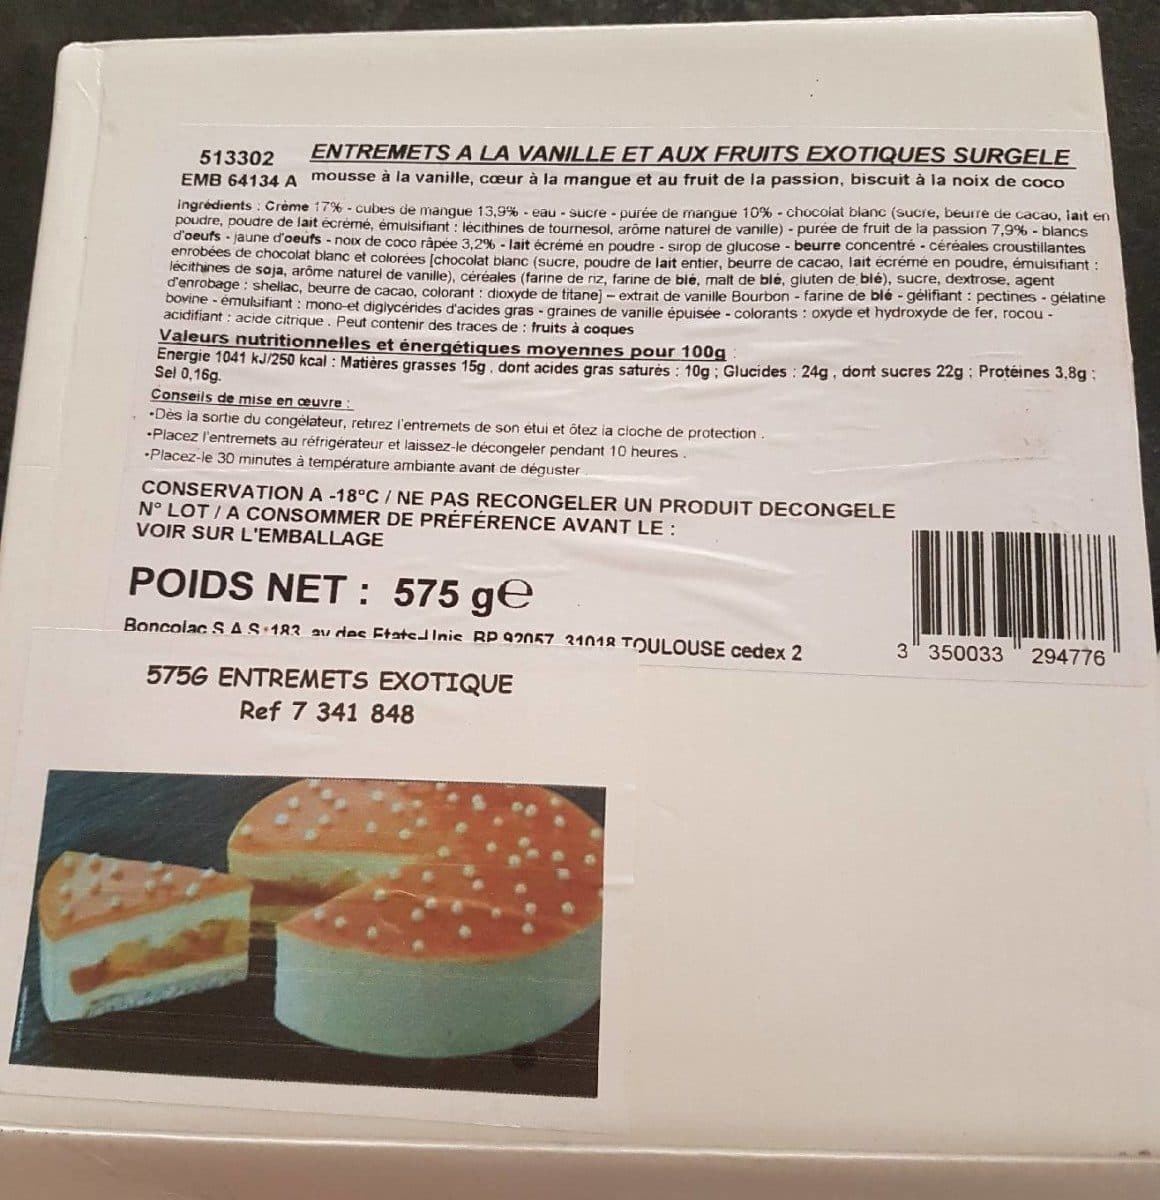 513302 ENTREMETS A LA VANILLE ET AUX FRUITS EXOTIQUES SURGELE
EMB 64134 A mousse à la vanille, cœur à la mangue et au fruit de la passion, biscuit à la noix de coco
Ingrédients : Crème 17% - cubes de mangue 13,9% - eau - sucre - purée de mangue 10% - chocolat blanc (sucre, beurre de cacao, lait en
poudre, poudre de lait écrémé, émulsifiant : lécithines de tournesol, arôme naturel de vanille) - purée de fruit de la passion 7,9% - blancs
d'oeufs - jaune d'oeufs - noix de coco râpée 3,2% - lait écrémé en poudre - sirop de glucose - beurre concentré - céréales croustillantes
enrobées de chocolat blanc et colorées [chocolat blanc (sucre, poudre de lait entier, beurre de cacao, lait écrémé en poudre, émulsifiant :
lécithines de soja, arôme naturel de vanille), céréales (farine de riz, farine de blé, malt de blé, gluten de blé), sucre, dextrose, agent
d'enrobage : shellac, beurre de cacao, colorant : dioxyde de titane] – extrait de vanille Bourbon - farine de blé - gélifiant : pectines - gélatine
bovine - émulsifiant : mono-et diglycérides d'acides gras - graines de vanille épuisée - colorants : oxyde et hydroxyde de fer, rocou -
acidifiant : acide citrique . Peut contenir des traces de : fruits à coques
Valeurs nutritionnelles et énergétiques moyennes pour 100g :
Energie 1041 kJ/250 kcal : Matières grasses 15g , dont acides gras saturés : 10g ; Glucides : 24g , dont sucres 22g ; Protéines 3,8g ;
Sel 0,16g.
Conseils de mise en œuvre :
•Dès la sortie du congélateur, retirez l'entremets de son étui et ôtez la cloche de protection .
•Placez l'entremets au réfrigérateur et laissez-le décongeler pendant 10 heures .
•Placez-le 30 minutes à température ambiante avant de déguster .
CONSERVATION A -18°C / NE PAS RECONGELER UN PRODUIT DECONGELE
N° LOT / A CONSOMMER DE PRÉFÉRENCE AVANT LE :
VOIR SUR L'EMBALLAGE
POIDS NET : 575 g℮
Boncolac S A S•183 av des Etats-Unis BP 92057 31018 TOULOUSE cedex 2
3 350033 294776
575G ENTREMETS EXOTIQUE
Ref 7 341 848